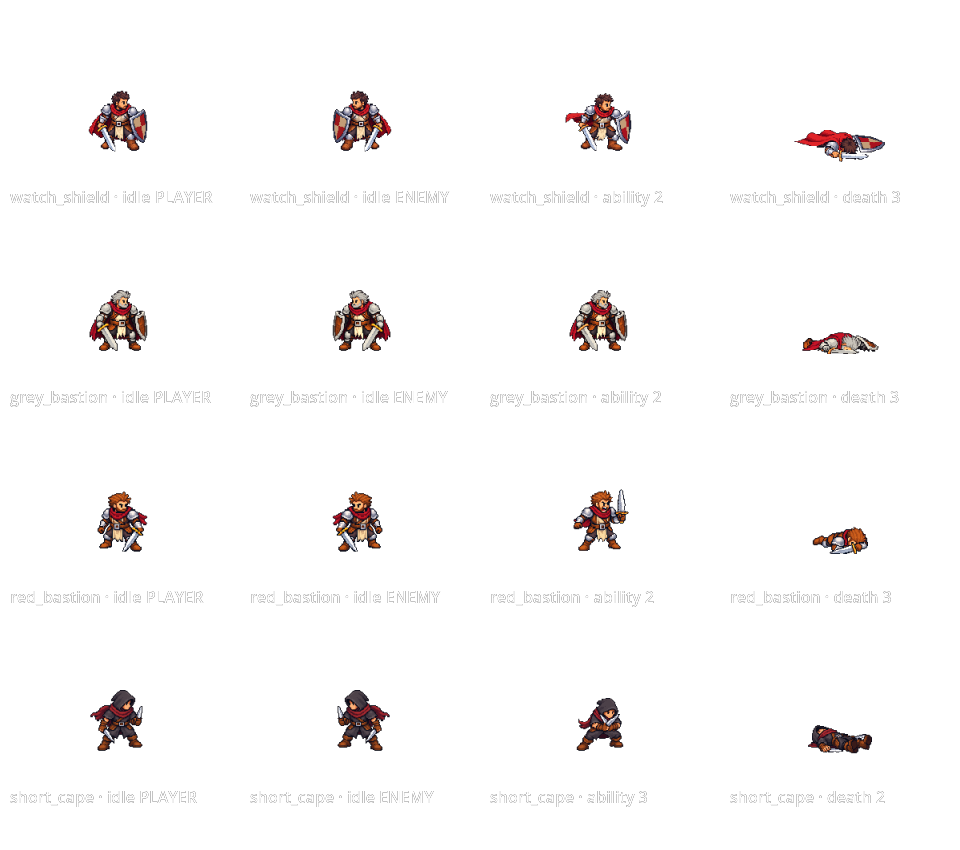 watch_shield · idle PLAYER
watch_shield · idle ENEMY
watch_shield · ability 2
watch_shield · death 3
grey_bastion · idle PLAYER
grey_bastion · idle ENEMY
grey_bastion · ability 2
grey_bastion · death 3
red_bastion · idle PLAYER
red_bastion · idle ENEMY
red_bastion · ability 2
red_bastion · death 3
short_cape · idle PLAYER
short_cape · idle ENEMY
short_cape · ability 3
short_cape · death 2